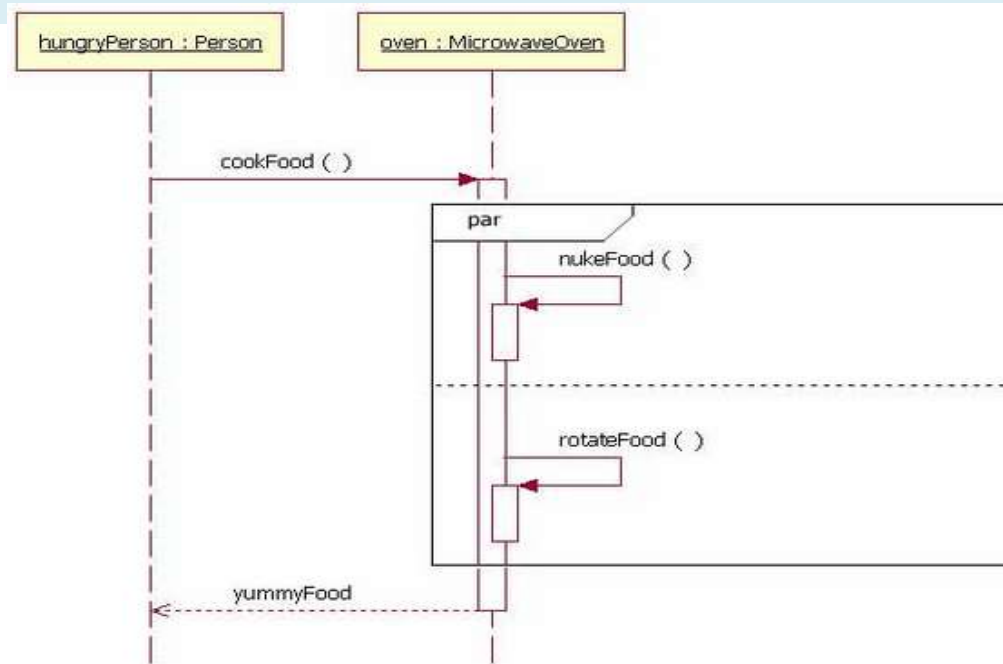 hungryPerson : Person
oven : MicrowaveOven
cookFood ( )
par
nukeFood ( )
rotateFood ( )
yummyFood